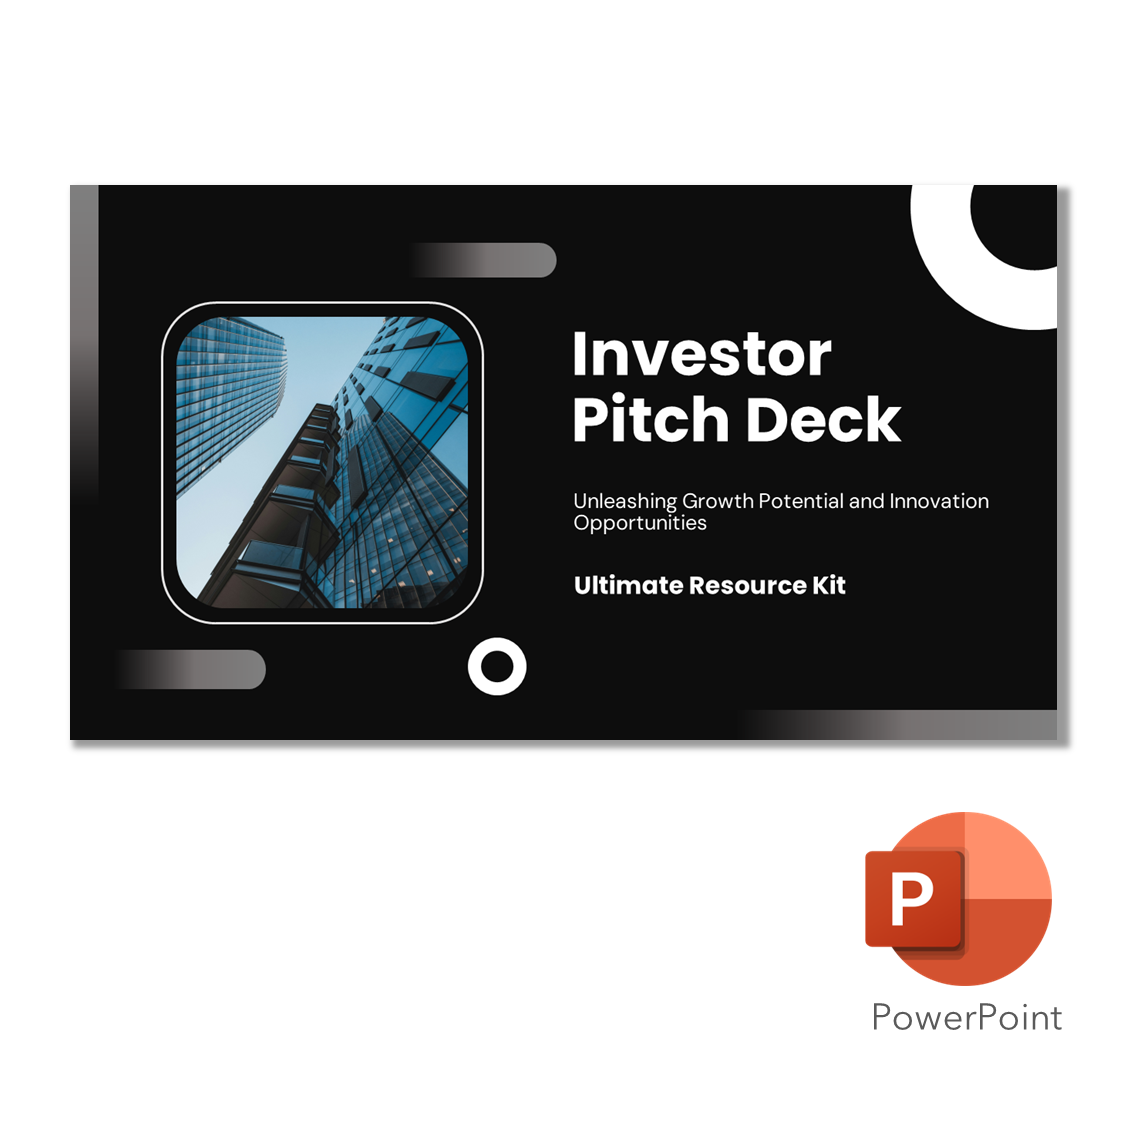 Investor
Pitch Deck
Unleashing Growth Potential and Innovation
Opportunities
Ultimate Resource Kit
P
PowerPoint